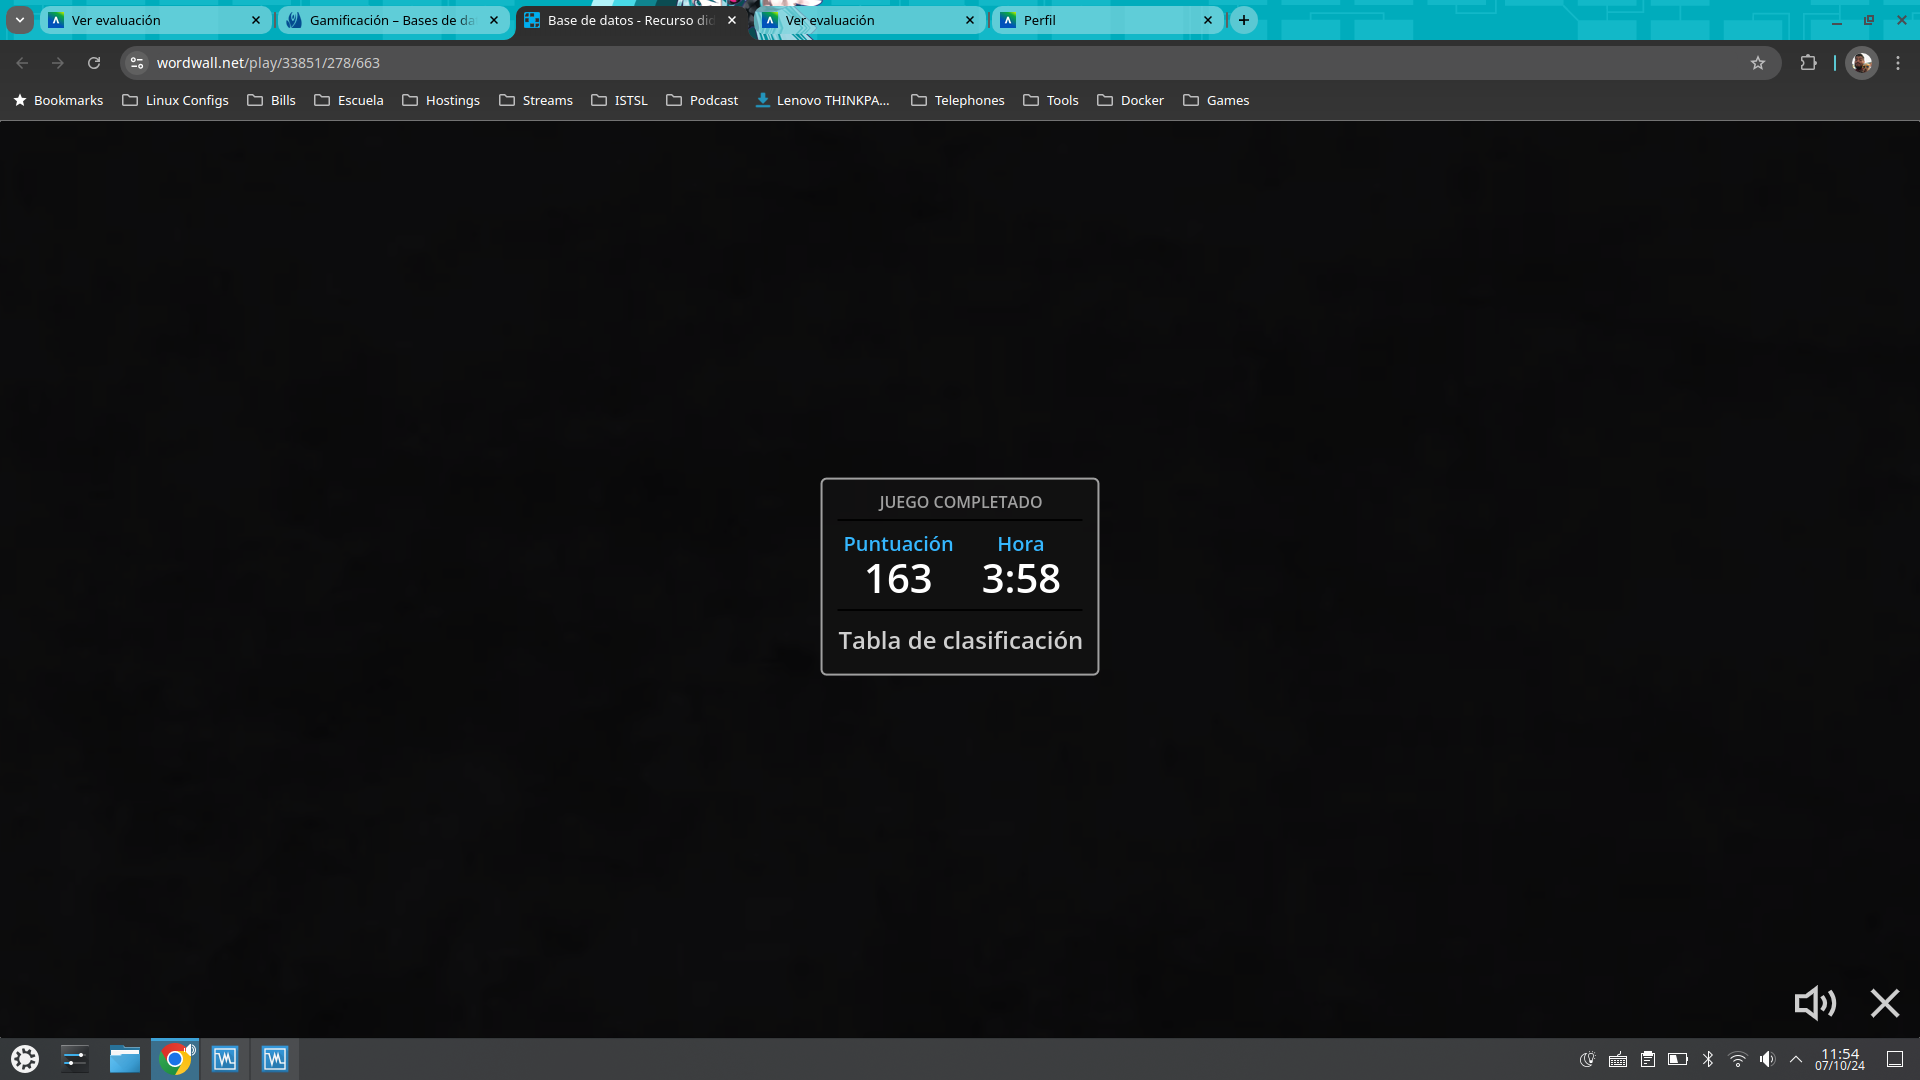 Ver evaluación
Gamificación – Bases de da
Base de datos - Recurso did
Ver evaluación
Perfil
wordwall.net/play/33851/278/663
Bookmarks
Linux Configs
Bills
Escuela
Hostings
Streams
ISTSL
Podcast
Lenovo THINKPA...
Telephones
Tools
Docker
Games
JUEGO COMPLETADO
Puntuación Hora
163 3:58
Tabla de clasificación
11:54
07/10/24